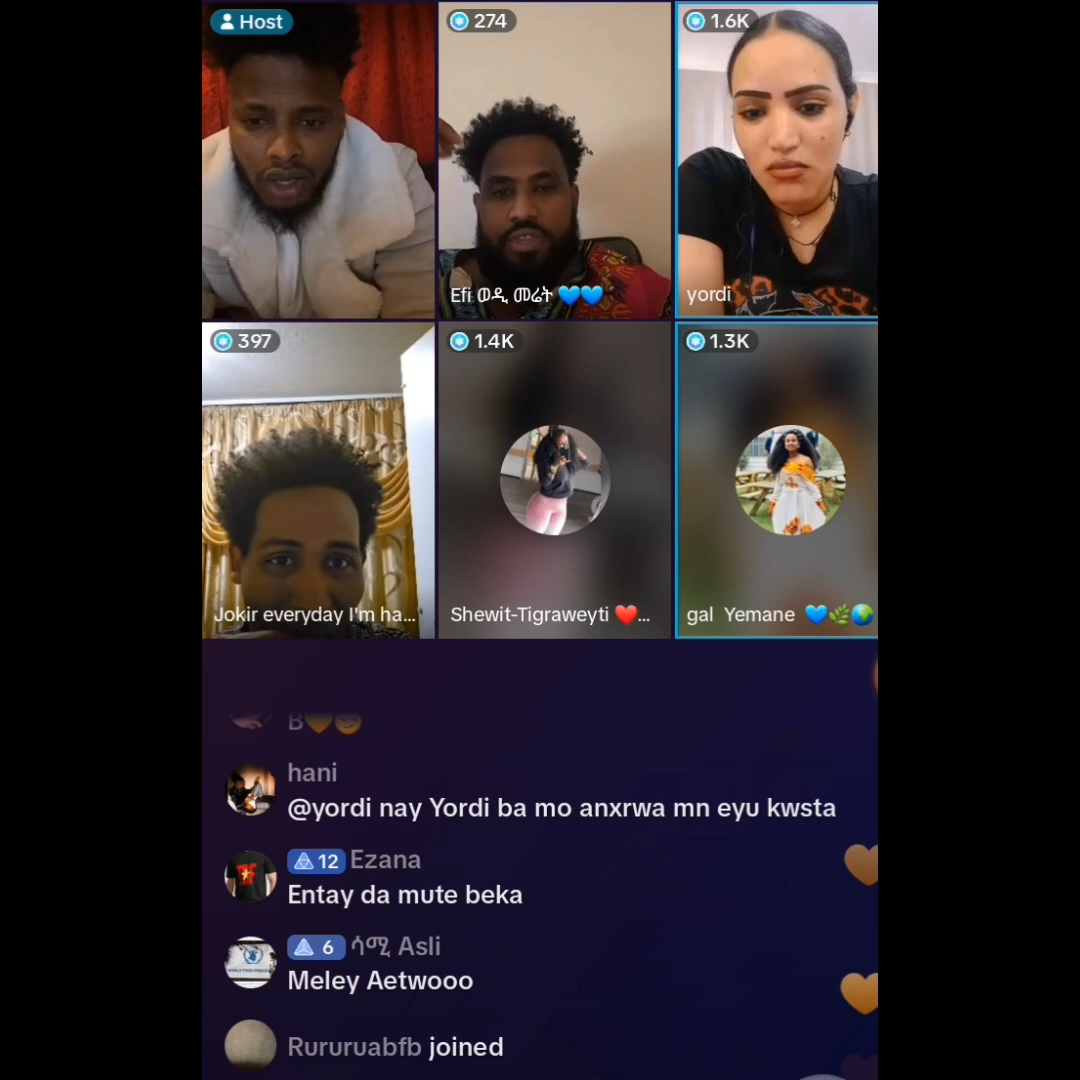 Host
274
1.6K
Efi ወዲ መሬት 💙💙
yordi
397
1.4K
1.3K
Jokir everyday I'm ha...
Shewit-Tigraweyti ❤️...
gal Yemane 💙🌿🌍
B🧡😏
hani
@yordi nay Yordi ba mo anxrwa mn eyu kwsta
12 Ezana
Entay da mute beka
6 ሳሚ Asli
Meley Aetwooo
Rururuabfb joined